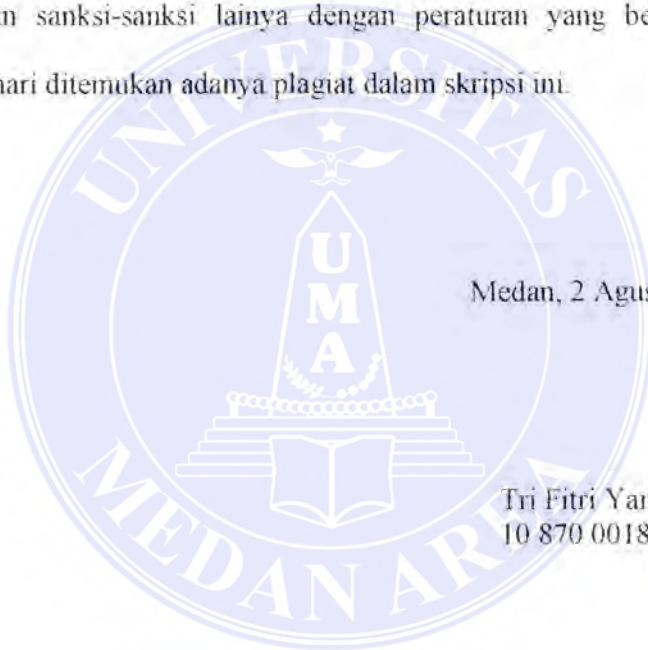 n sanksi-sanksi lainya dengan peraturan yang be
hari ditemukan adanya plagiat dalam skripsi ini.
UNIVERSITAS
UMA
Medan, 2 Agus
Tri Fitri Yan
10 870 0018
MEDAN AREA